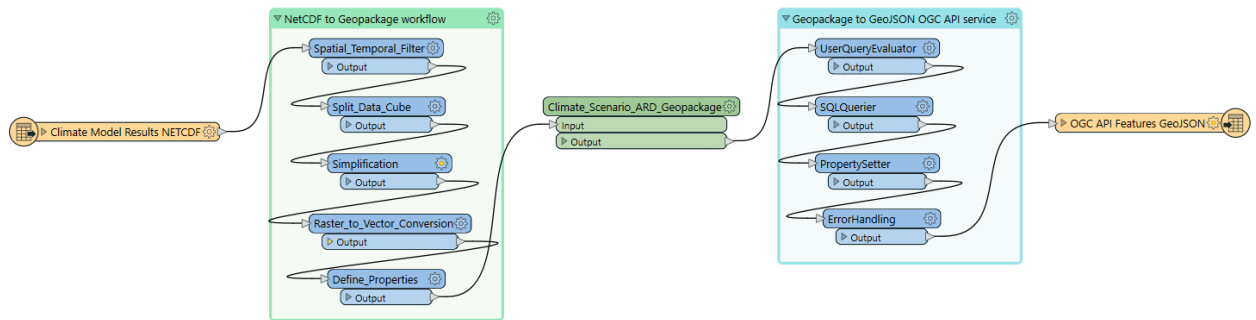 Climate Model Results NETCDF
NetCDF to Geopackage workflow
Spatial_Temporal_Filter
Output
Split_Data_Cube
Output
Simplification
Output
Raster_to_Vector_Conversion
Output
Define_Properties
Output
Climate_Scenario_ARD_Geopackage
Input
Output
Geopackage to GeoJSON OGC API service
UserQueryEvaluator
Output
SQLQuerier
Output
PropertySetter
Output
ErrorHandling
Output
OGC API Features GeoJSON